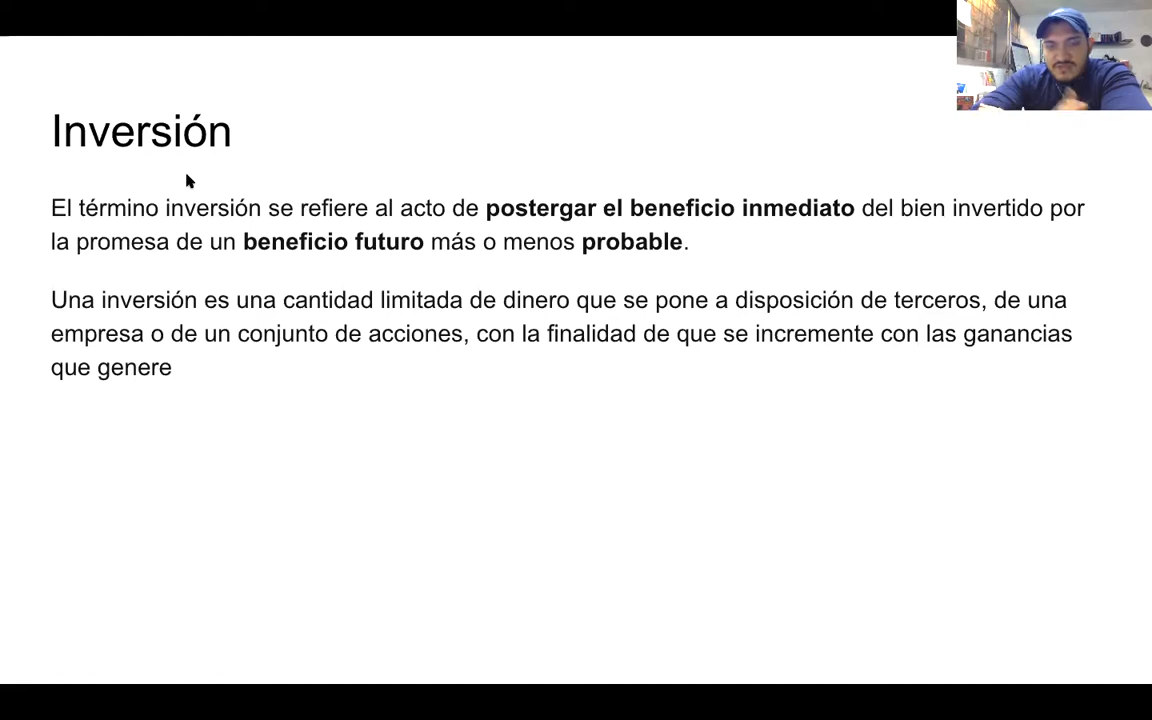 Inversión
El término inversión se refiere al acto de postergar el beneficio inmediato del bien invertido por
la promesa de un beneficio futuro más o menos probable.
Una inversión es una cantidad limitada de dinero que se pone a disposición de terceros, de una
empresa o de un conjunto de acciones, con la finalidad de que se incremente con las ganancias
que genere